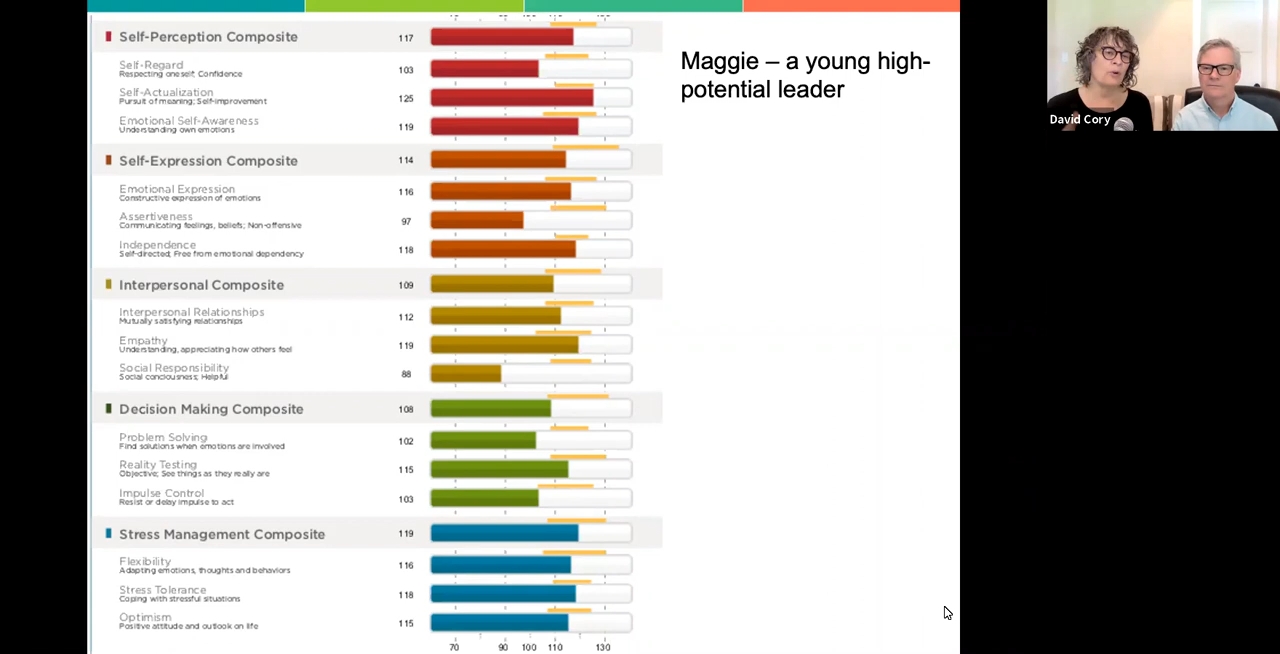 Self-Perception Composite 117
Self-Regard 103
Respecting oneself; Confidence
Self-Actualization 125
Pursuit of meaning; Self-improvement
Emotional Self-Awareness 119
Understanding own emotions
Self-Expression Composite 114
Emotional Expression 116
Constructive expression of emotions
Assertiveness 97
Communicating feelings, beliefs; Non-offensive
Independence 118
Self-directed; Free from emotional dependency
Interpersonal Composite 109
Interpersonal Relationships 112
Mutually satisfying relationships
Empathy 119
Understanding, appreciating how others feel
Social Responsibility 88
Social conciousness; Helpful
Decision Making Composite 108
Problem Solving 102
Find solutions when emotions are involved
Reality Testing 115
Objective; See things as they really are
Impulse Control 103
Resist or delay impulse to act
Stress Management Composite 119
Flexibility 116
Adapting emotions, thoughts and behaviors
Stress Tolerance 118
Coping with stressful situations
Optimism 115
Positive attitude and outlook on life
70 90 100 110 130
Maggie – a young high-
potential leader
David Cory